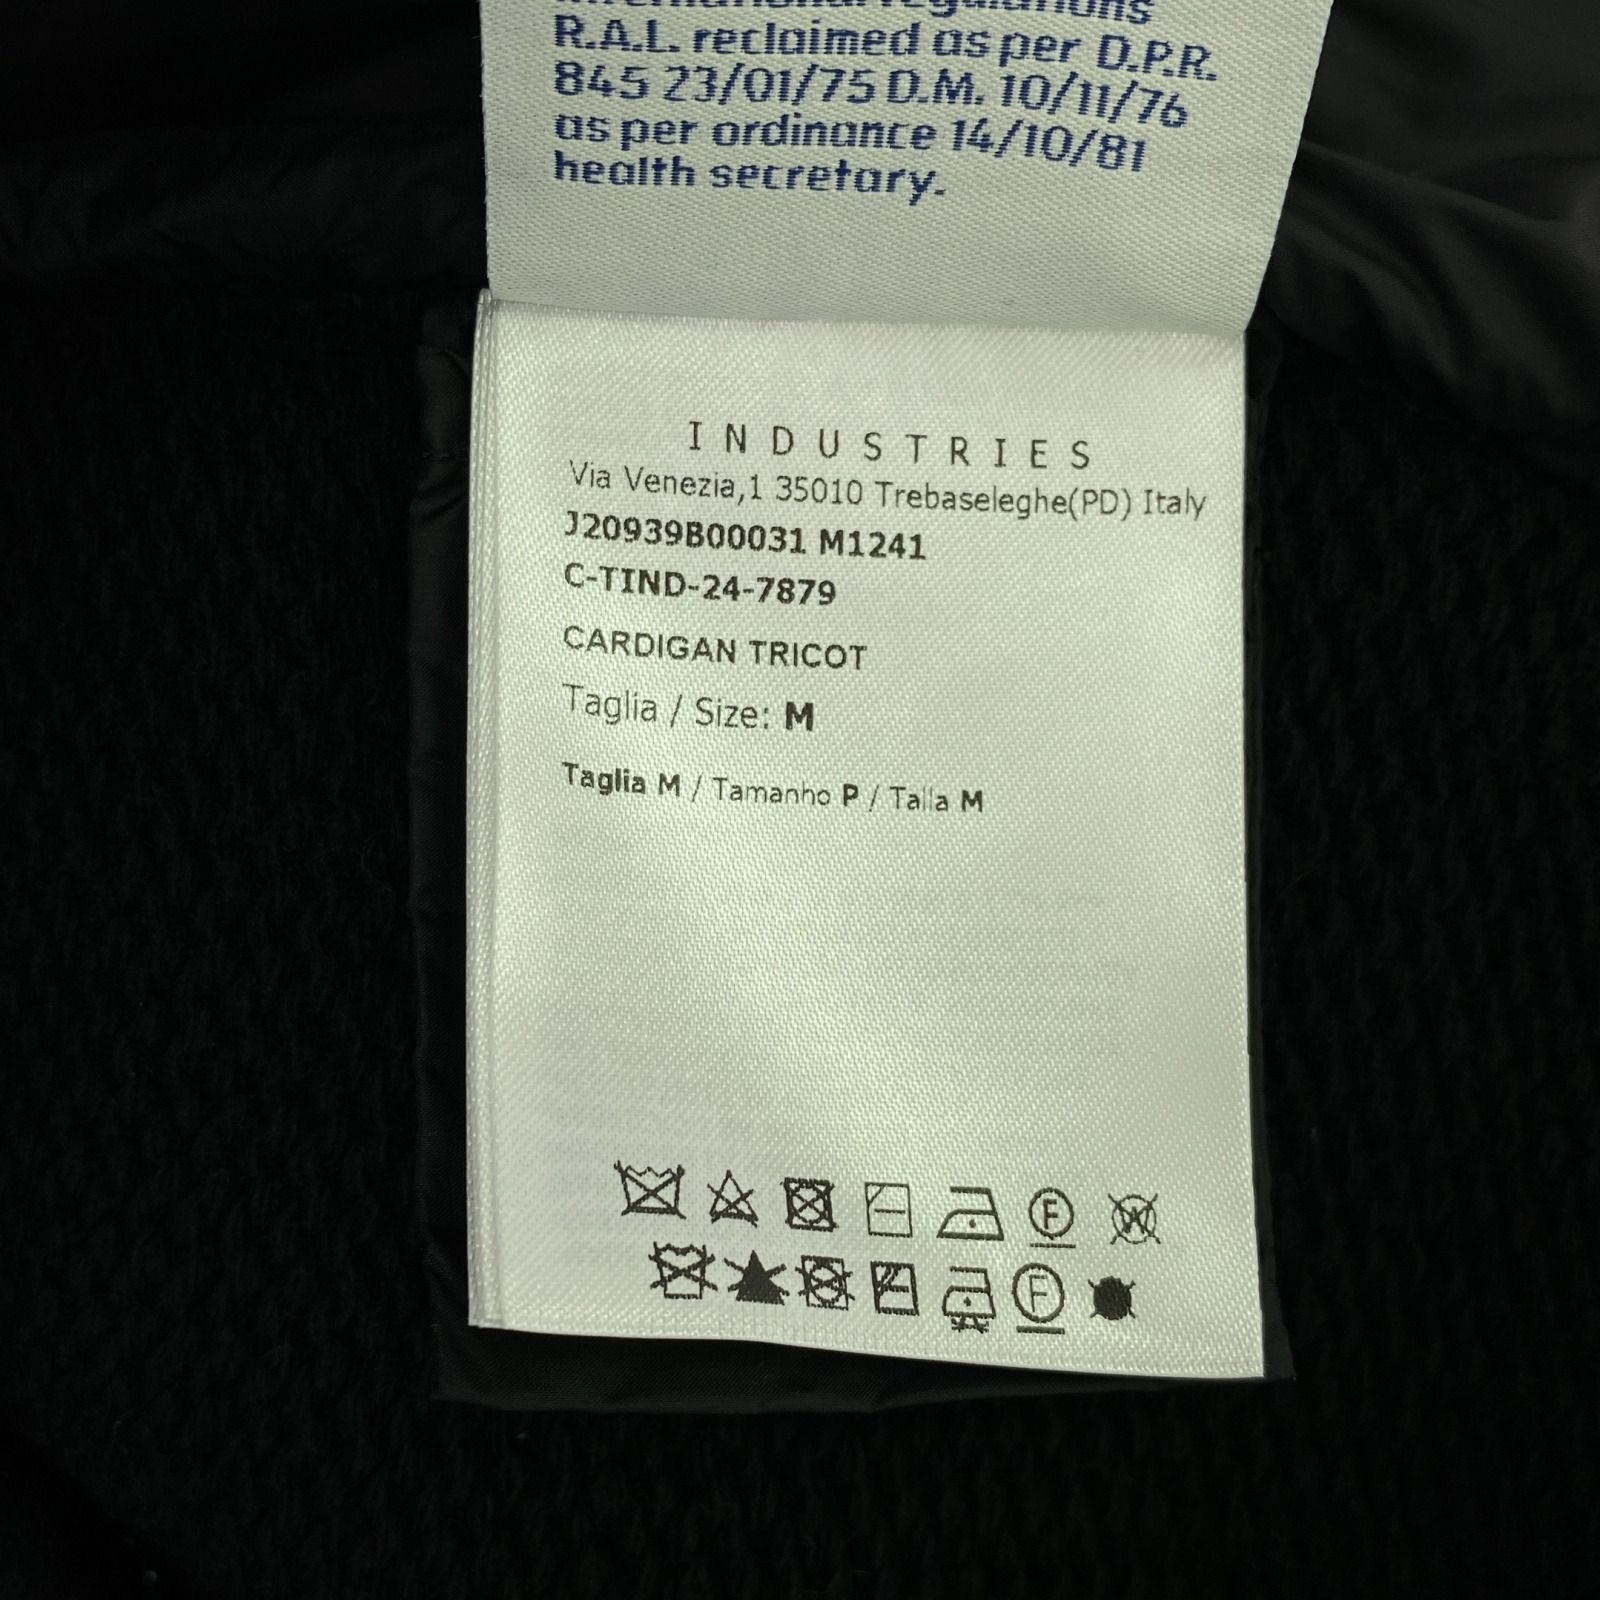 international regulations
R.A.L. reclaimed as per D.P.R.
845 23/01/75 D.M. 10/11/76
as per ordinance 14/10/81
health secretary.
INDUSTRIES
Via Venezia,1 35010 Trebaseleghe(PD) Italy
J20939B00031 M1241
C-TIND-24-7879
CARDIGAN TRICOT
Taglia / Size: M
Taglia M / Tamanho P / Talla M
F W
F